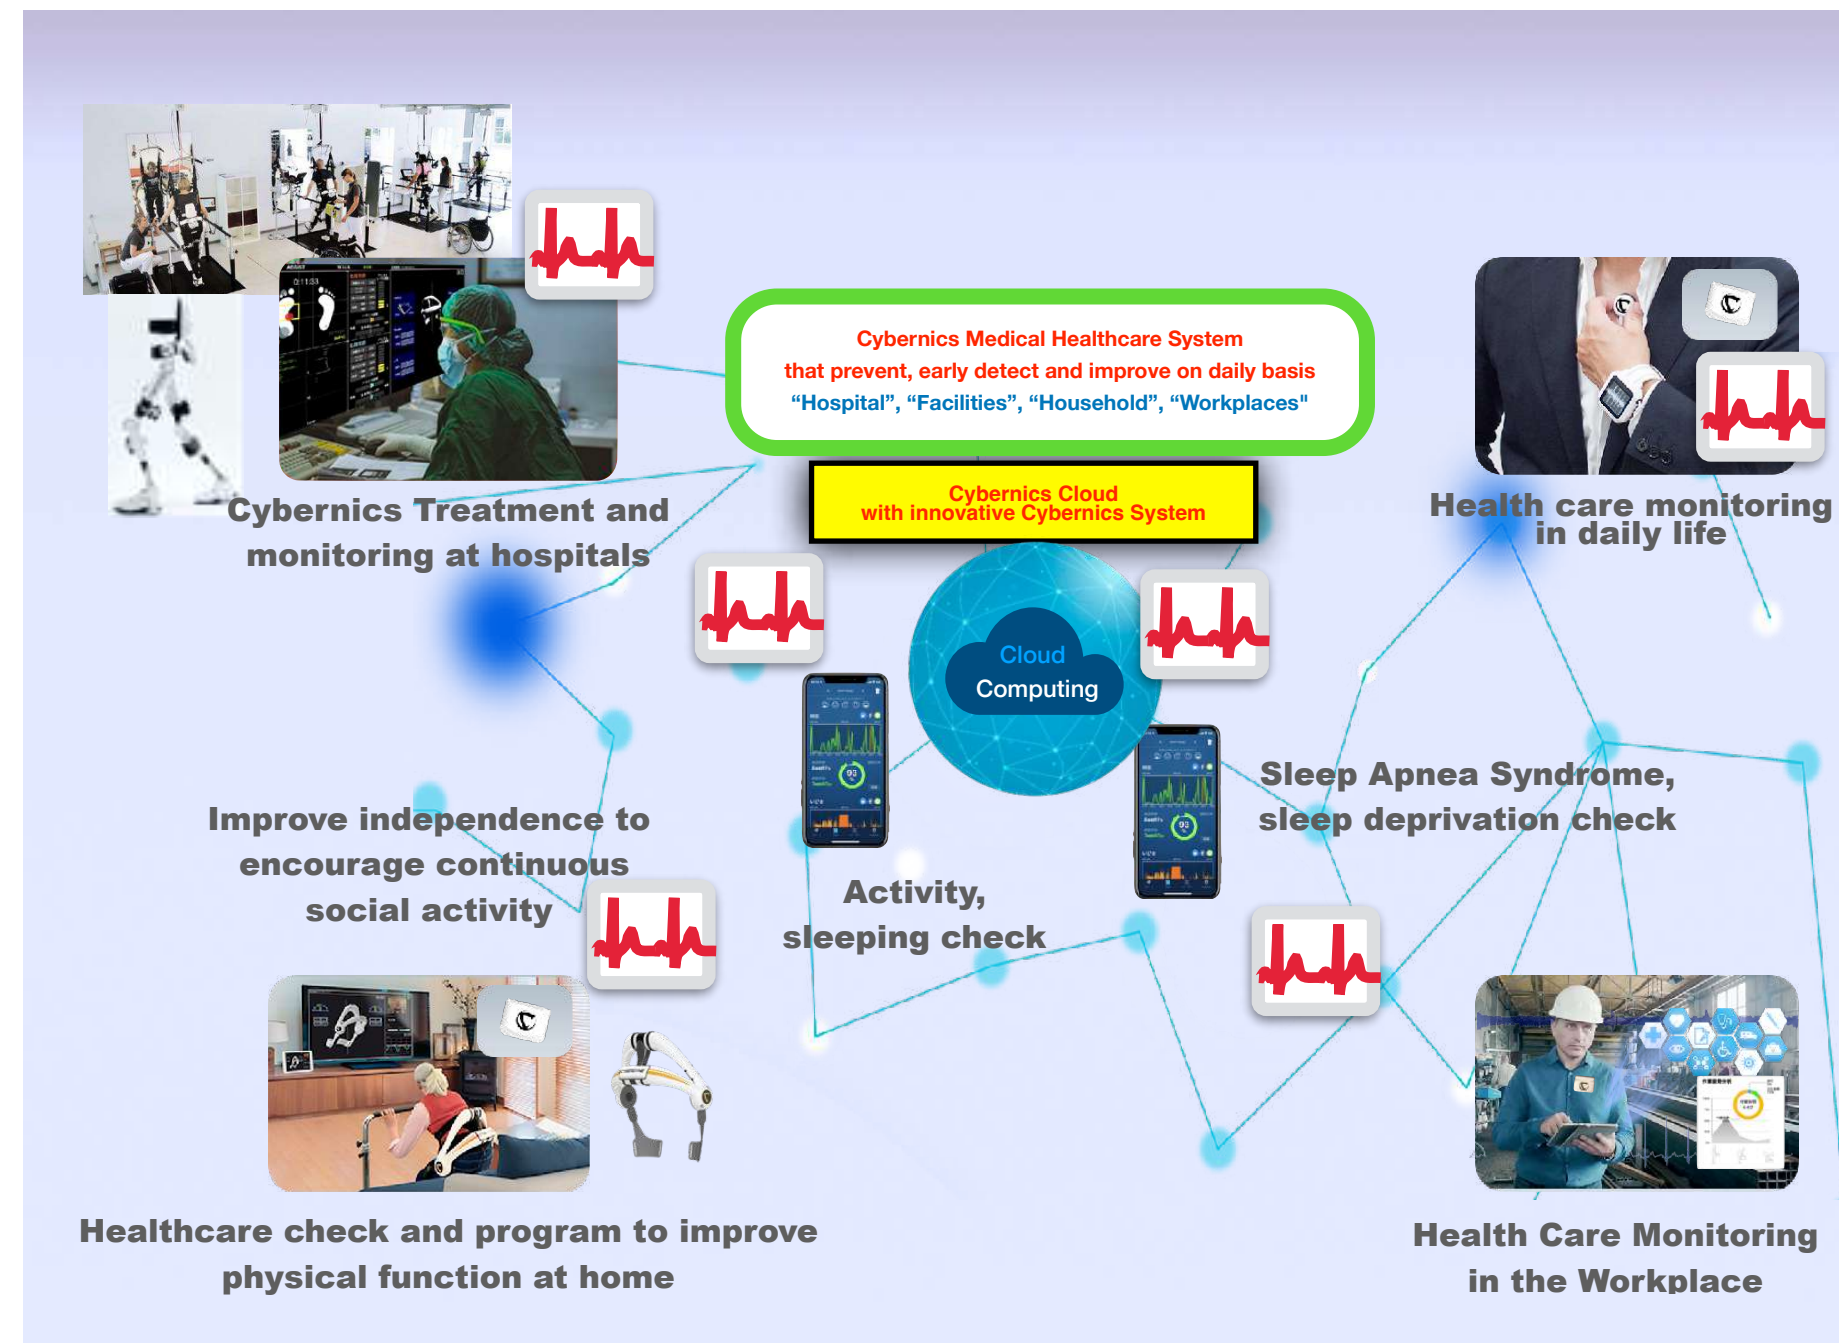 Cybernics Medical Healthcare System
that prevent, early detect and improve on daily basis
“Hospital”, “Facilities”, “Household”, “Workplaces"
Cybernics Cloud
with innovative Cybernics System
Cloud
Computing
Cybernics Treatment and
monitoring at hospitals
Health care monitoring
in daily life
Improve independence to
encourage continuous
social activity
Activity,
sleeping check
Sleep Apnea Syndrome,
sleep deprivation check
Healthcare check and program to improve
physical function at home
Health Care Monitoring
in the Workplace